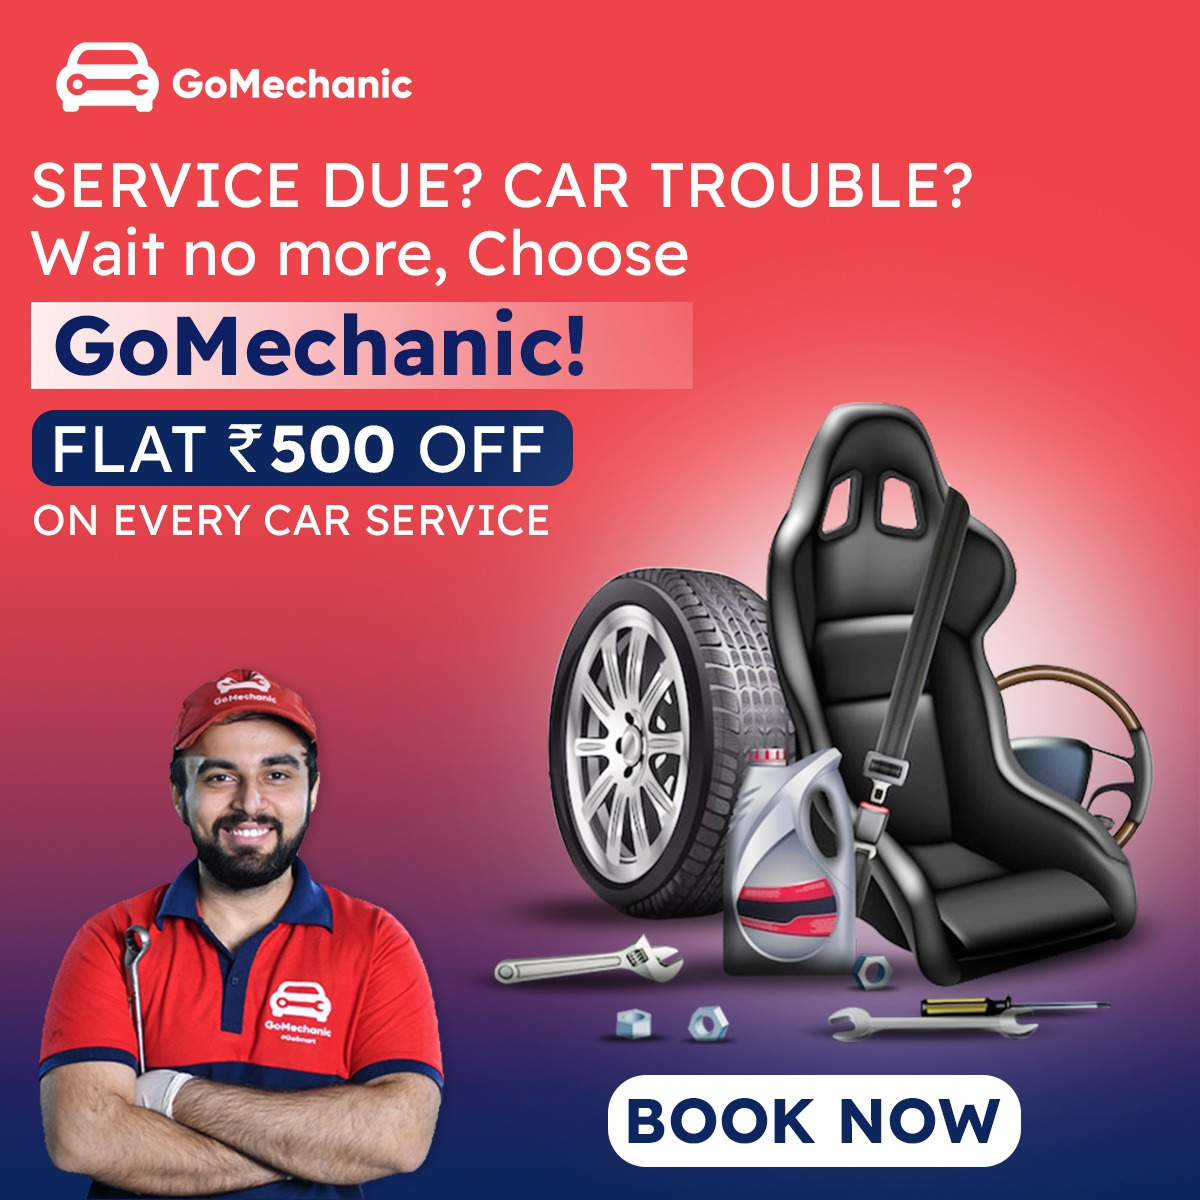 GoMechanic
SERVICE DUE? CAR TROUBLE?
Wait no more, Choose
GoMechanic!
FLAT ₹500 OFF
ON EVERY CAR SERVICE
GoMechanic
GoMechanic
#GoSmart
BOOK NOW